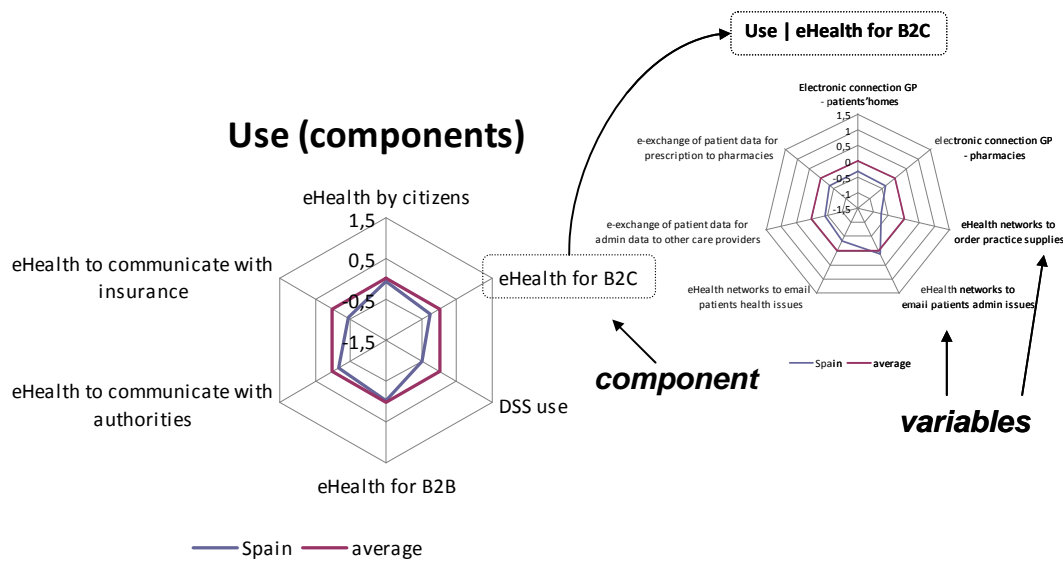 Use | eHealth for B2C
Electronic connection GP
- patients'homes
1,5
1
0,5
0
-0,5
-1
-1,5
electronic connection GP
- pharmacies
eHealth networks to
order practice supplies
eHealth networks to
email patients admin issues
eHealth networks to email
patients health issues
e-exchange of patient data for
admin data to other care providers
e-exchange of patient data for
prescription to pharmacies
Spain
average
Use (components)
eHealth by citizens
1,5
0,5
-0,5
-1,5
eHealth for B2C
DSS use
eHealth for B2B
eHealth to communicate with
authorities
eHealth to communicate with
insurance
Spain
average
component
variables